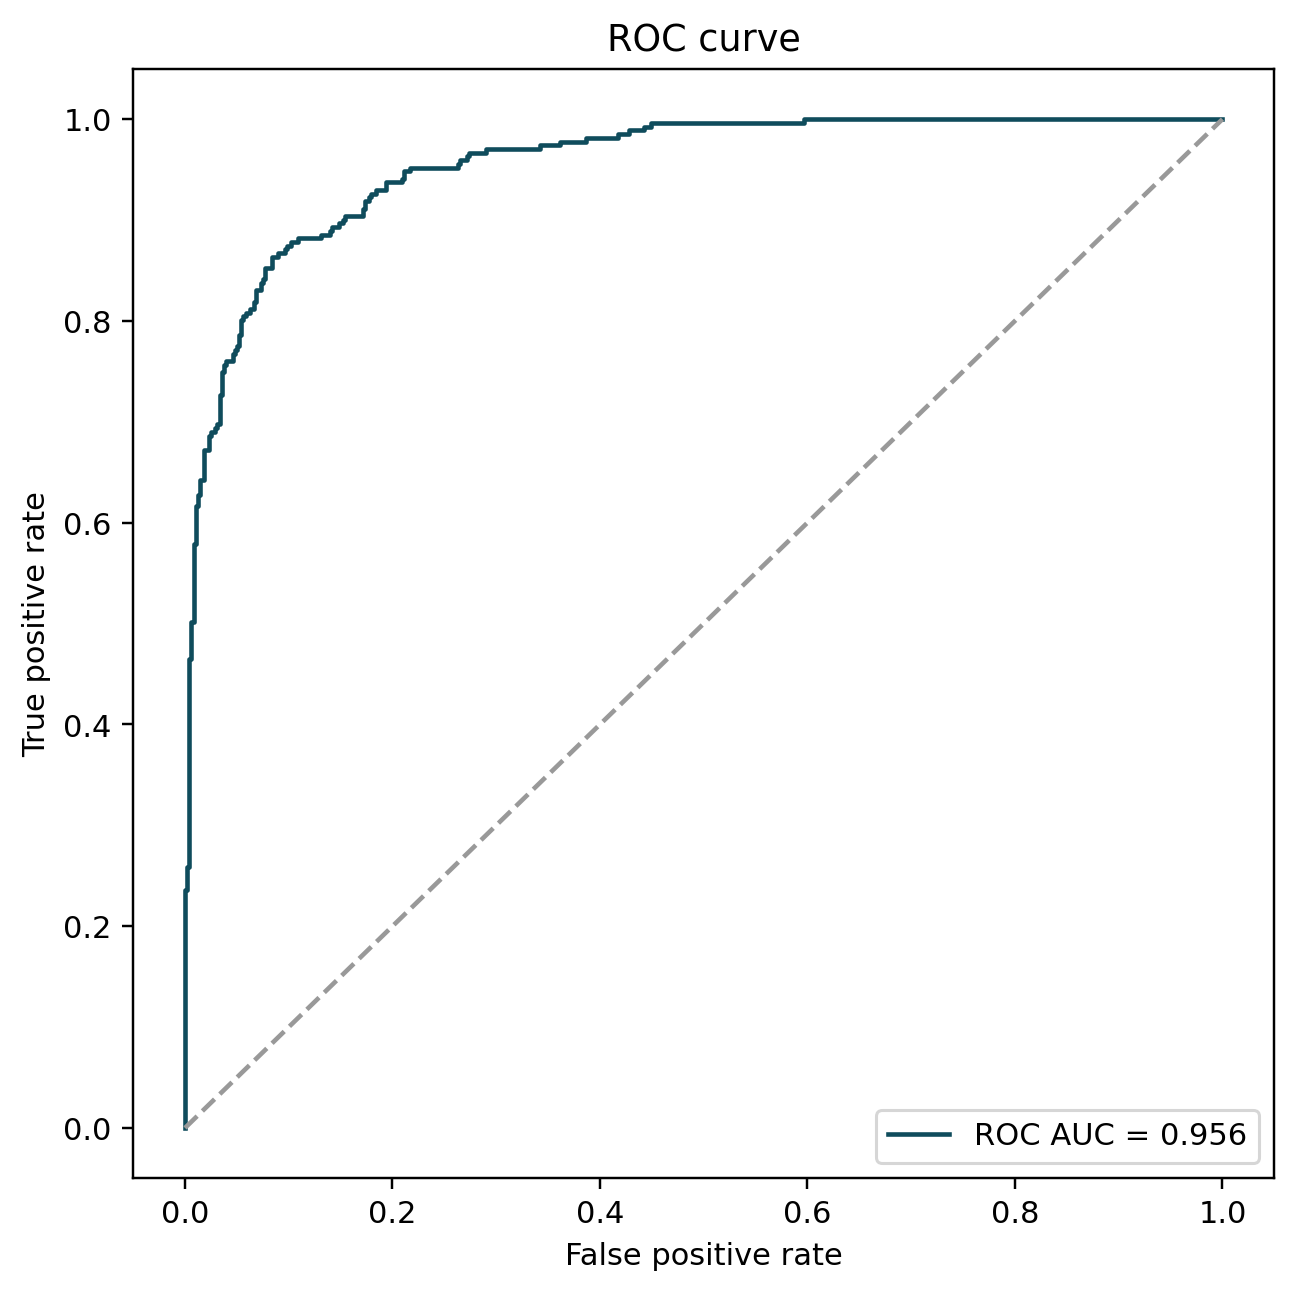 ROC curve
True positive rate
1.0
0.8
0.6
0.4
0.2
0.0
ROC AUC = 0.956
0.0 0.2 0.4 0.6 0.8 1.0
False positive rate